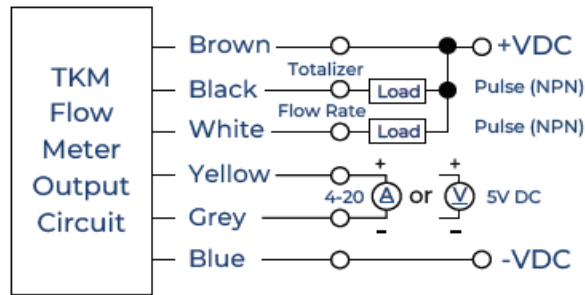 TKM
Flow
Meter
Output
Circuit
Brown +VDC
Totalizer
Black Load Pulse (NPN)
Flow Rate
White Load Pulse (NPN)
Yellow + +
4-20 A or V 5V DC
Grey - -
Blue -VDC